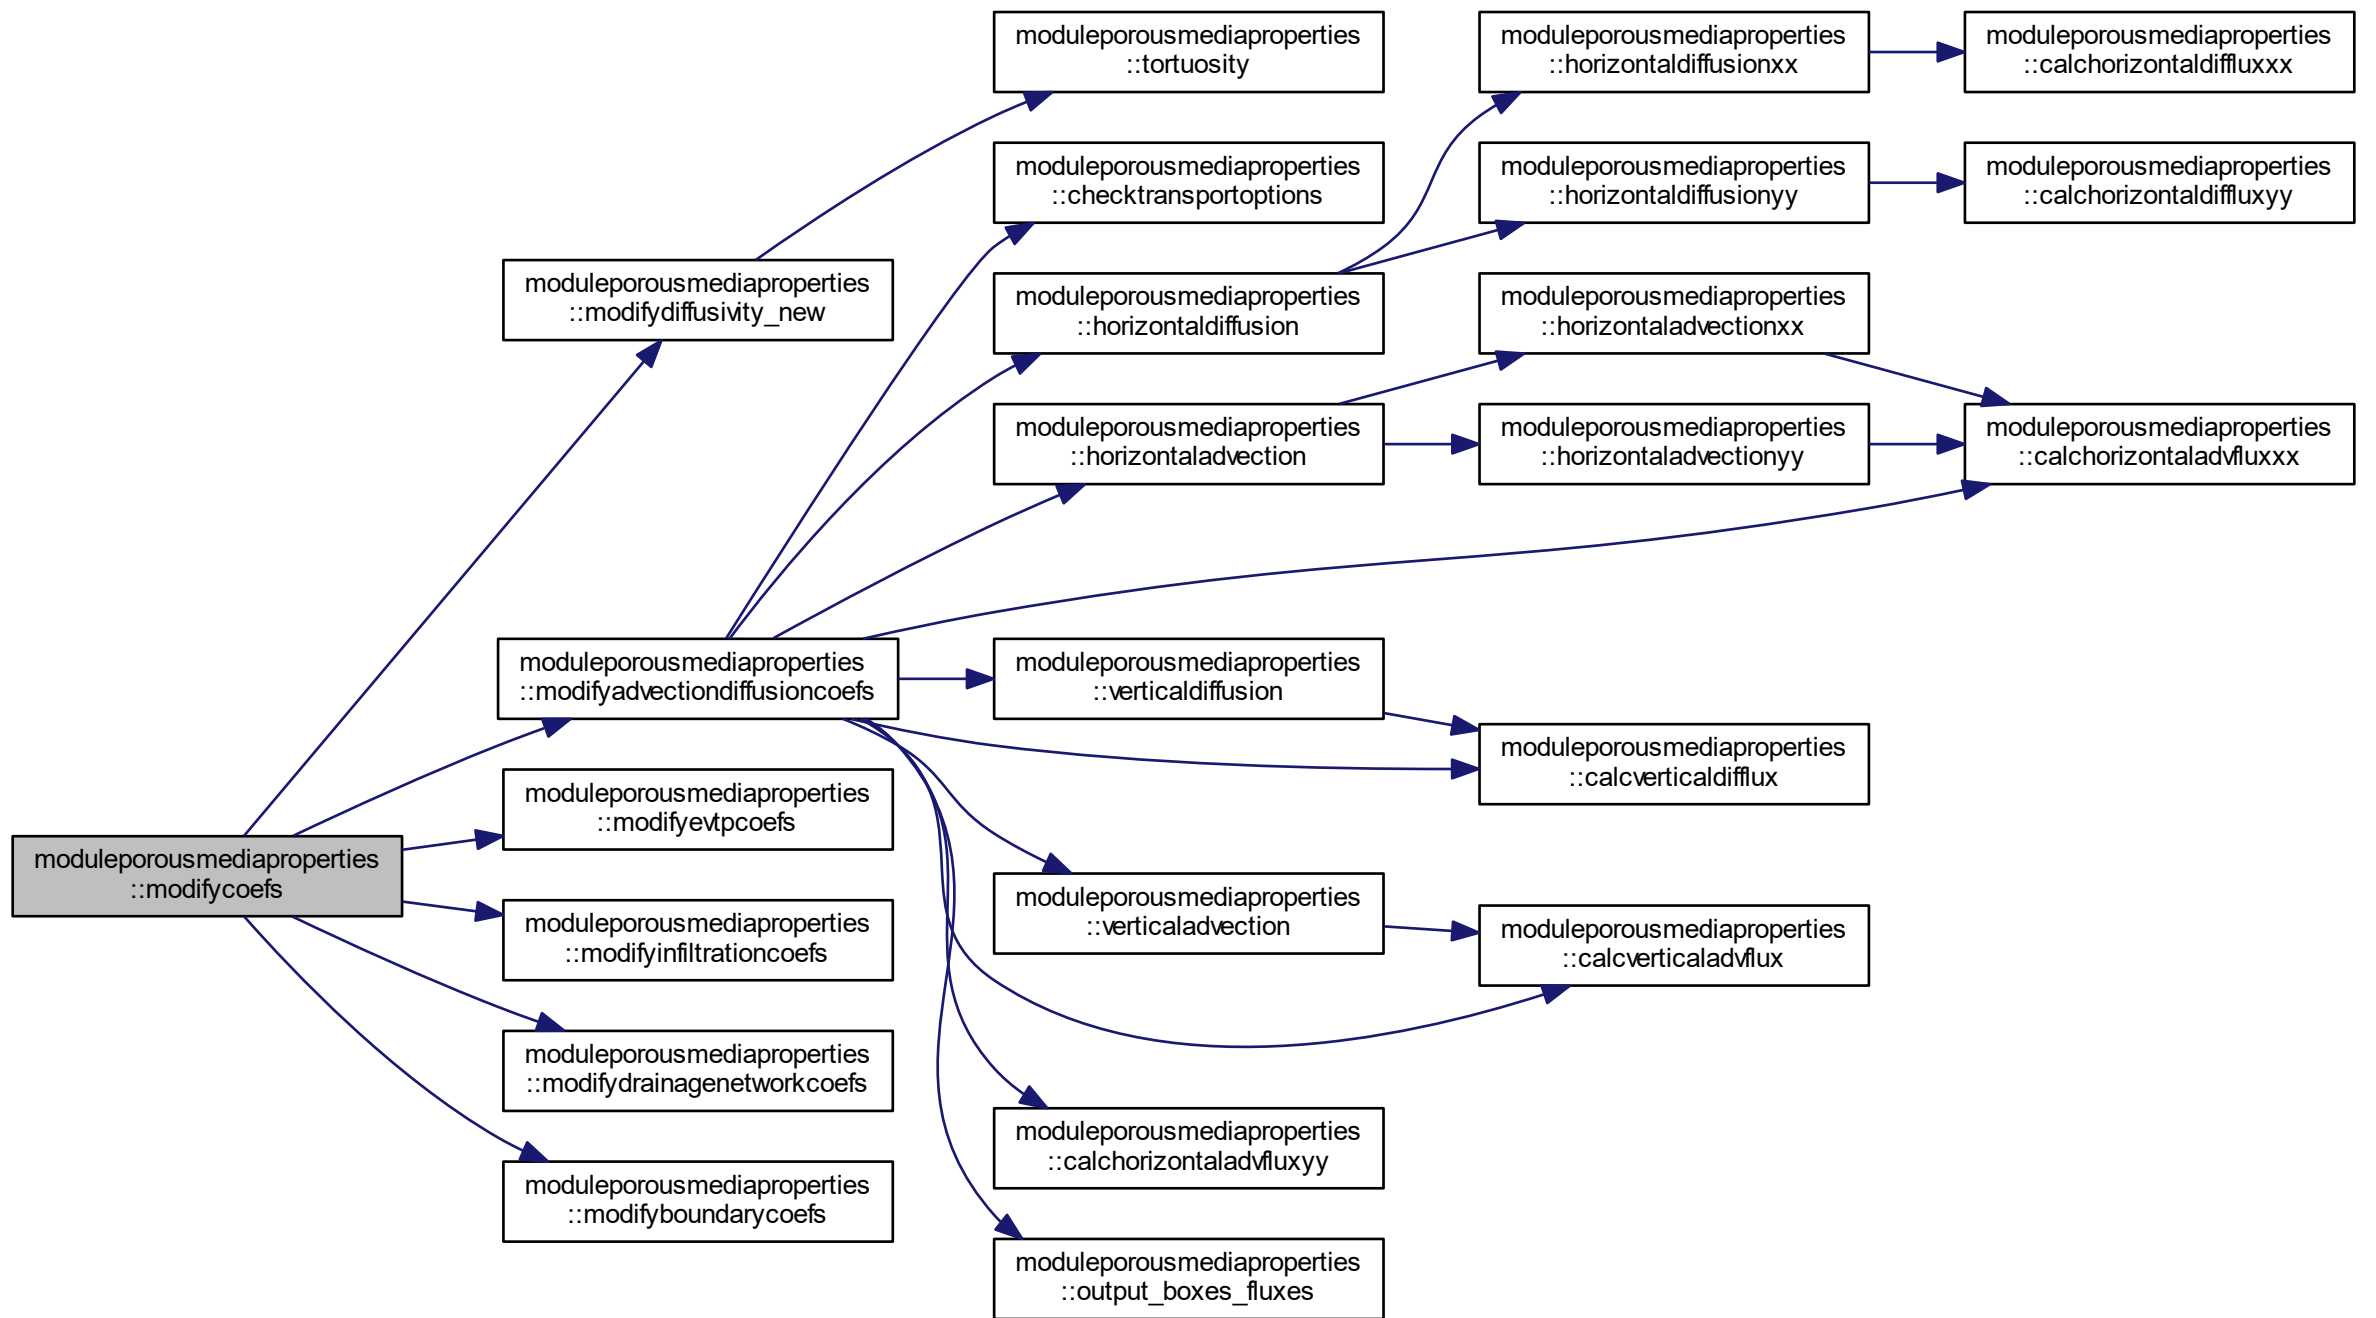 moduleporousmediaproperties
::modifycoefs
moduleporousmediaproperties
::modifydiffusivity_new
moduleporousmediaproperties
::modifyadvectiondiffusioncoefs
moduleporousmediaproperties
::modifyevtpcoefs
moduleporousmediaproperties
::modifyinfiltrationcoefs
moduleporousmediaproperties
::modifydrainagenetworkcoefs
moduleporousmediaproperties
::modifyboundarycoefs
moduleporousmediaproperties
::tortuosity
moduleporousmediaproperties
::checktransportoptions
moduleporousmediaproperties
::horizontaldiffusion
moduleporousmediaproperties
::horizontaladvection
moduleporousmediaproperties
::verticaldiffusion
moduleporousmediaproperties
::verticaladvection
moduleporousmediaproperties
::calchorizontaladvfluxyy
moduleporousmediaproperties
::output_boxes_fluxes
moduleporousmediaproperties
::horizontaldiffusionxx
moduleporousmediaproperties
::horizontaldiffusionyy
moduleporousmediaproperties
::horizontaladvectionxx
moduleporousmediaproperties
::horizontaladvectionyy
moduleporousmediaproperties
::calcverticaldifflux
moduleporousmediaproperties
::calcverticaladvflux
moduleporousmediaproperties
::calchorizontaldiffluxxx
moduleporousmediaproperties
::calchorizontaldiffluxyy
moduleporousmediaproperties
::calchorizontaladvfluxxx